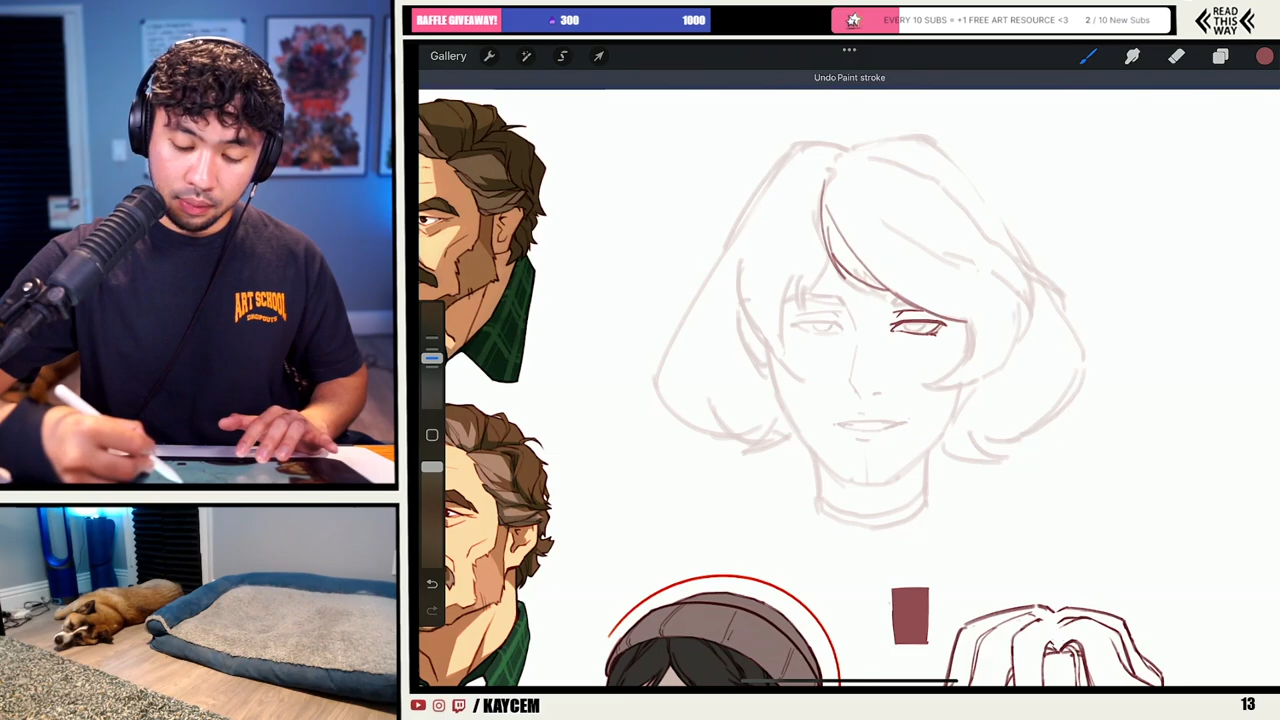 RAFFLE GIVEAWAY! 300 1000
EVERY 10 SUBS = +1 FREE ART RESOURCE <3 2 / 10 New Subs
READ
THIS
WAY
Gallery
Undo Paint stroke
ART SCHOOL
DROPOUTS
/ KAYCEM
13